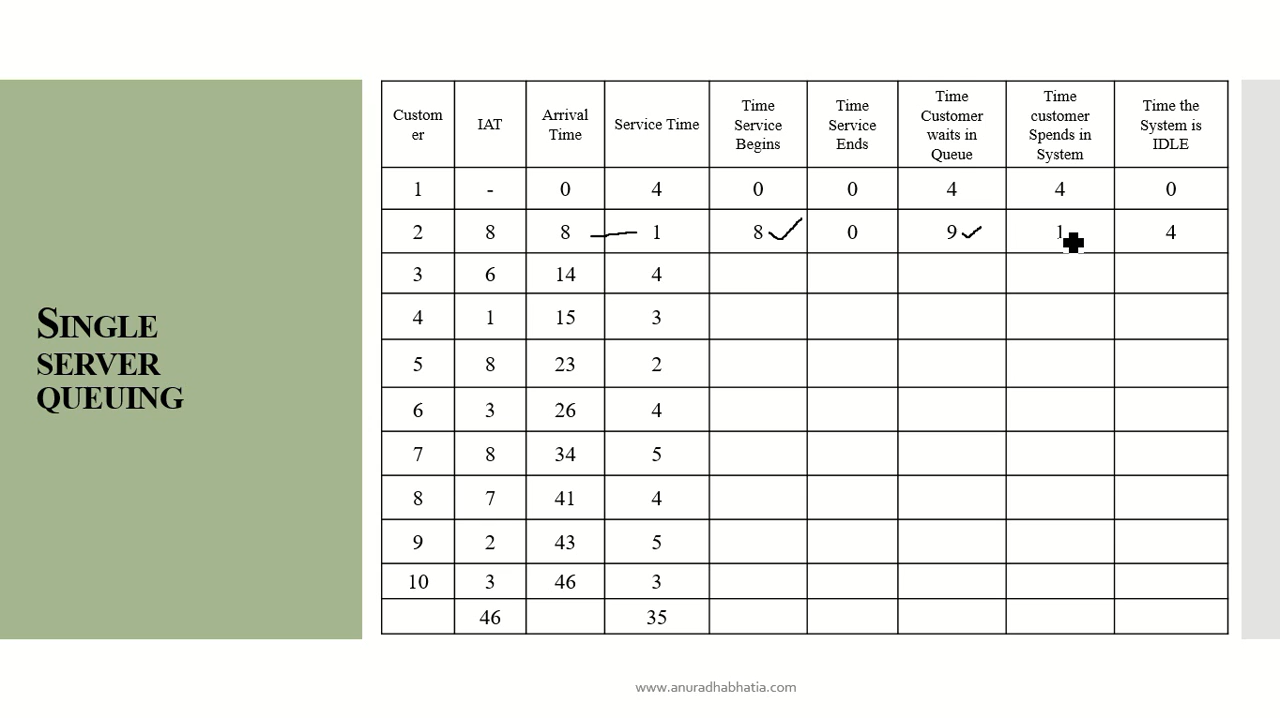 SINGLE
SERVER
QUEUING
Custom
er
IAT
Arrival
Time
Service Time
Time
Service
Begins
Time
Service
Ends
Time
Customer
waits in
Queue
Time
customer
Spends in
System
Time the
System is
IDLE
1 - 0 4 0 0 4 4 0
2 8 8 1 8 0 9 1 4
3 6 14 4
4 1 15 3
5 8 23 2
6 3 26 4
7 8 34 5
8 7 41 4
9 2 43 5
10 3 46 3
46 35
www.anuradhabhatia.com